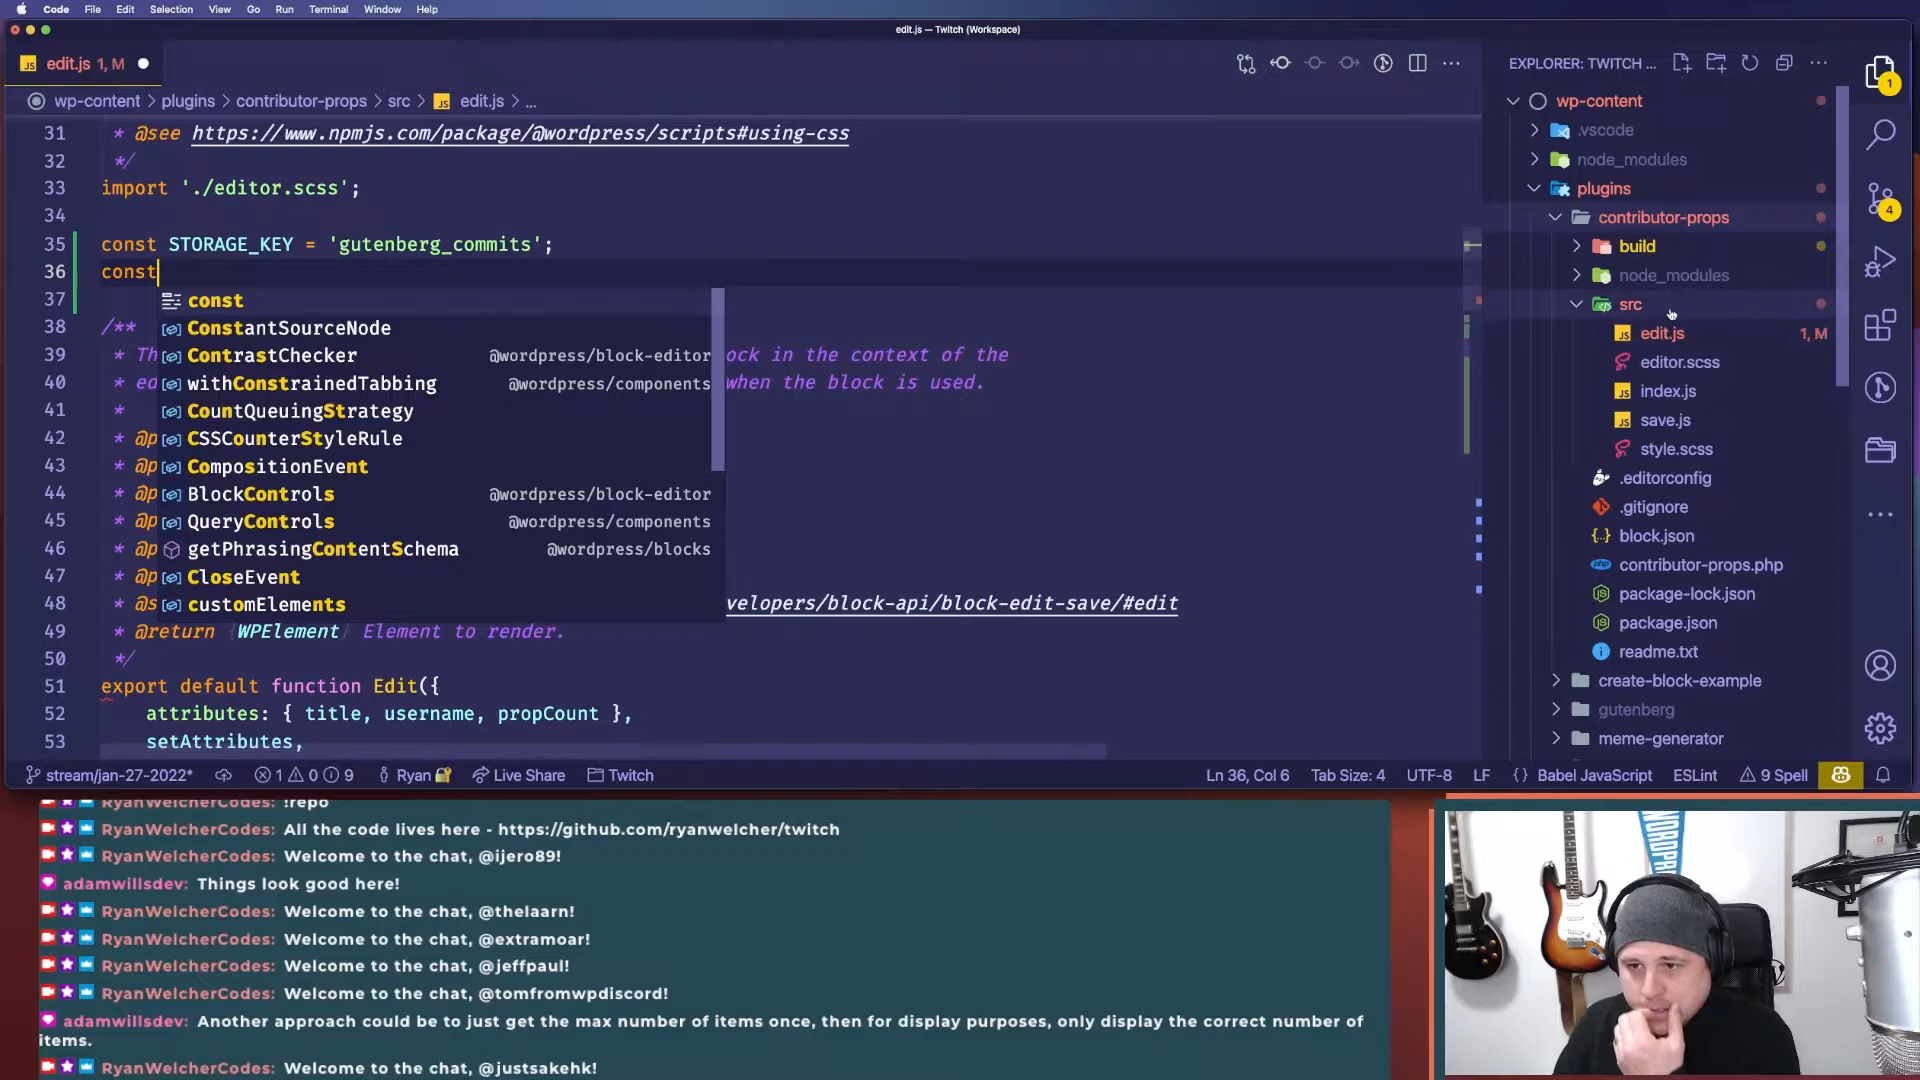 Code File Edit Selection View Go Run Terminal Window Help
edit.js — Twitch (Workspace)
JS edit.js 1, M
wp-content > plugins > contributor-props > src > JS edit.js > ...
31 * @see https://www.npmjs.com/package/@wordpress/scripts#using-css
32 */
33 import './editor.scss';
34
35 const STORAGE_KEY = 'gutenberg_commits';
36 const
37 const
38 /** ConstantSourceNode
39 * Th ContrastChecker @wordpress/block-editor ock in the context of the
40 * ed withConstrainedTabbing @wordpress/components when the block is used.
41 * CountQueuingStrategy
42 * @p CSSCounterStyleRule
43 * @p CompositionEvent
44 * @p BlockControls @wordpress/block-editor
45 * @p QueryControls @wordpress/components
46 * @p getPhrasingContentSchema @wordpress/blocks
47 * @p CloseEvent
48 * @s customElements velopers/block-api/block-edit-save/#edit
49 * @return {WPElement} Element to render.
50 */
51 export default function Edit({
52 attributes: { title, username, propCount },
53 setAttributes,
EXPLORER: TWITCH ...
wp-content
.vscode
node_modules
plugins
contributor-props
build
node_modules
src
JS edit.js 1, M
editor.scss
JS index.js
JS save.js
style.scss
.editorconfig
.gitignore
block.json
contributor-props.php
package-lock.json
package.json
readme.txt
create-block-example
gutenberg
meme-generator
1
4
stream/jan-27-2022* 1 0 9 Ryan Live Share Twitch Ln 36, Col 6 Tab Size: 4 UTF-8 LF {} Babel JavaScript ESLint 9 Spell
RyanWelcherCodes: !repo
RyanWelcherCodes: All the code lives here - https://github.com/ryanwelcher/twitch
RyanWelcherCodes: Welcome to the chat, @ijero89!
adamwillsdev: Things look good here!
RyanWelcherCodes: Welcome to the chat, @thelaarn!
RyanWelcherCodes: Welcome to the chat, @extramoar!
RyanWelcherCodes: Welcome to the chat, @jeffpaul!
RyanWelcherCodes: Welcome to the chat, @tomfromwpdiscord!
adamwillsdev: Another approach could be to just get the max number of items once, then for display purposes, only display the correct number of
items.
RyanWelcherCodes: Welcome to the chat, @justsakehk!